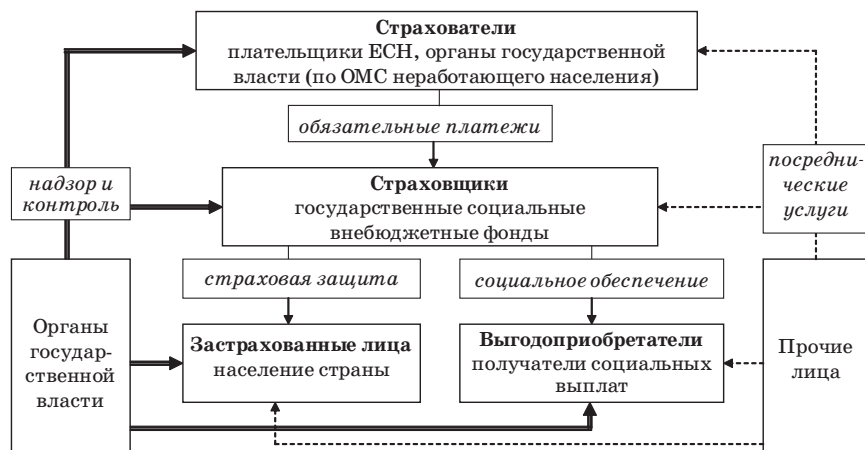 Страхователи
плательщики ЕСН, органы государственной
власти (по ОМС неработающего населения)
обязательные платежи
надзор и
контроль
Страховщики
государственные социальные
внебюджетные фонды
посредни-
ческие
услуги
страховая защита
социальное обеспечение
Органы
государ-
ственной
власти
Застрахованные лица
население страны
Выгодоприобретатели
получатели социальных
выплат
Прочие
лица